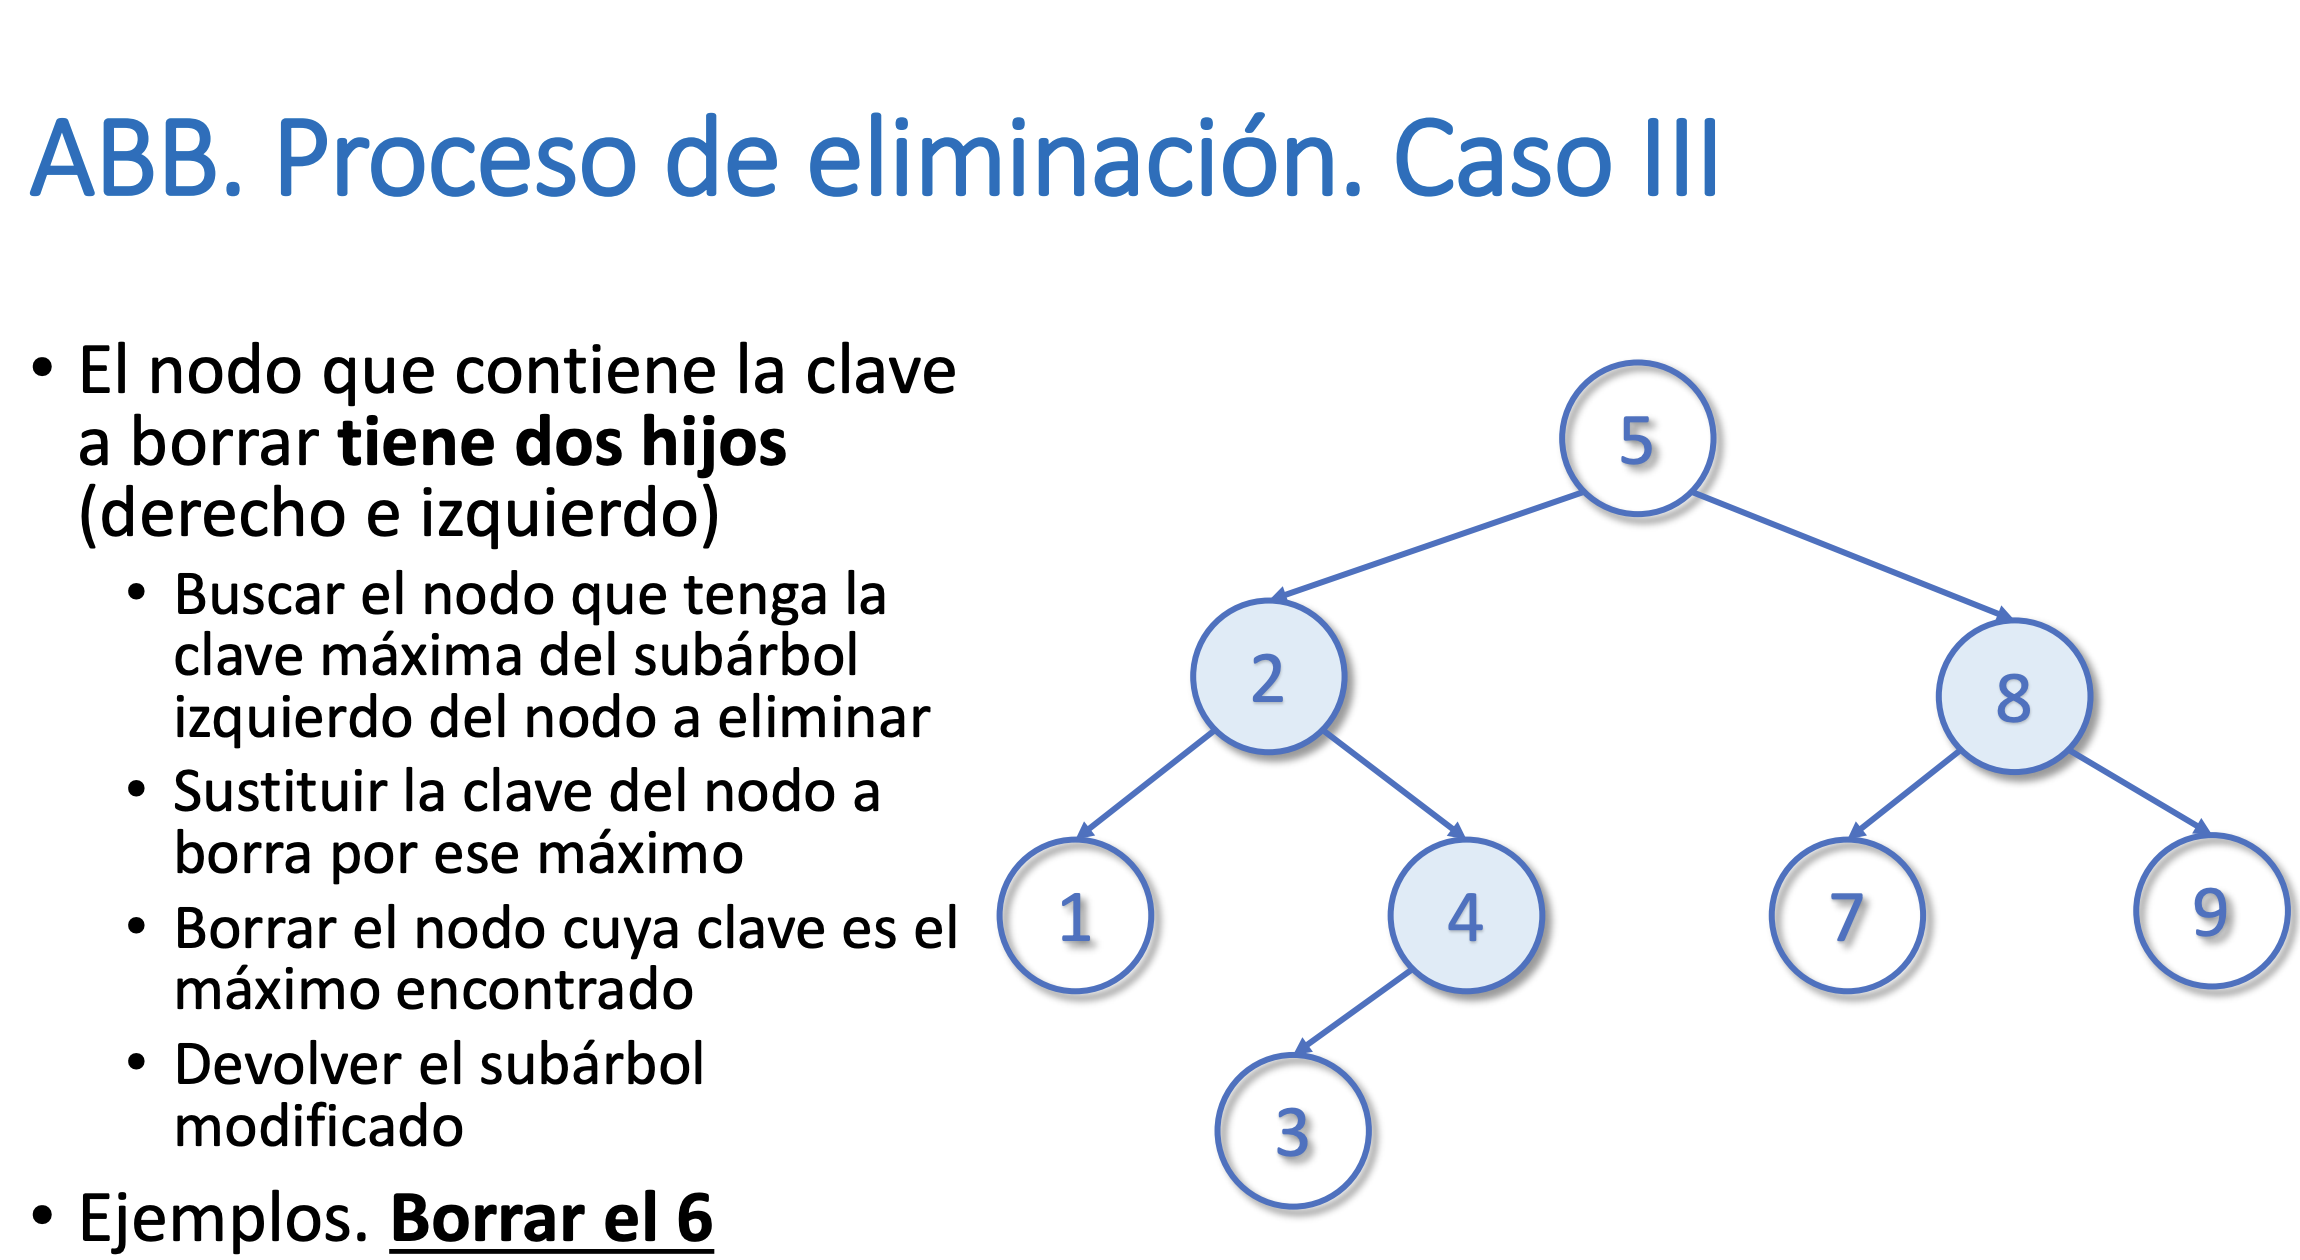 ABB. Proceso de eliminación. Caso III
• El nodo que contiene la clave
a borrar tiene dos hijos
(derecho e izquierdo)
• Buscar el nodo que tenga la
clave máxima del subárbol
izquierdo del nodo a eliminar
• Sustituir la clave del nodo a
borra por ese máximo
• Borrar el nodo cuya clave es el
máximo encontrado
• Devolver el subárbol
modificado
• Ejemplos. Borrar el 6
5
2
8
1
4
7
9
3